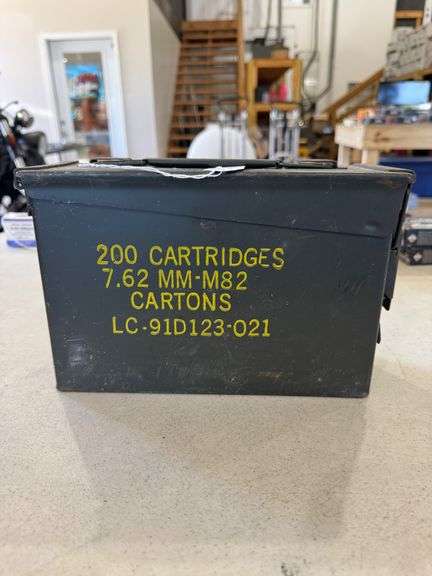 200 CARTRIDGES
7.62 MM-M82
CARTONS
LC-91D123-021